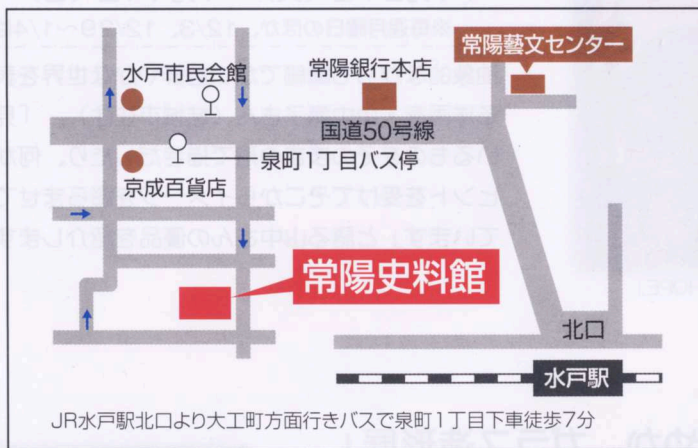 常陽藝文センター
水戸市民会館
常陽銀行本店
国道50号線
泉町1丁目バス停
京成百貨店
常陽史料館
北口
水戸駅
JR水戸駅北口より大工町方面行きバスで泉町1丁目下車徒歩7分